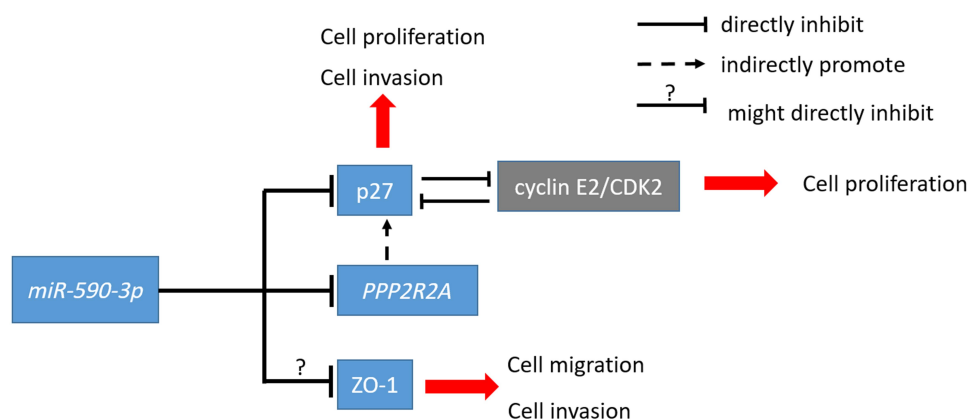 Cell proliferation
Cell invasion
directly inhibit
indirectly promote
?
might directly inhibit
p27
cyclin E2/CDK2
Cell proliferation
miR-590-3p
PPP2R2A
?
ZO-1
Cell migration
Cell invasion